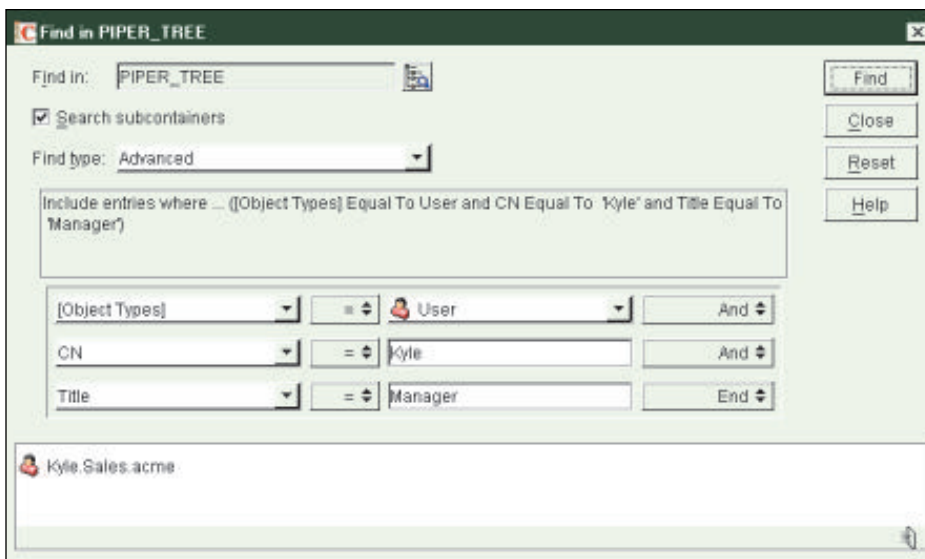 Find in PIPER_TREE
Find in: PIPER_TREE
Find
Search subcontainers
Close
Find type: Advanced
Reset
Include entries where ... ([Object Types] Equal To User and CN Equal To 'Kyle' and Title Equal To
'Manager')
Help
[Object Types] = User And
CN = Kyle And
Title = Manager End
Kyle.Sales.acme